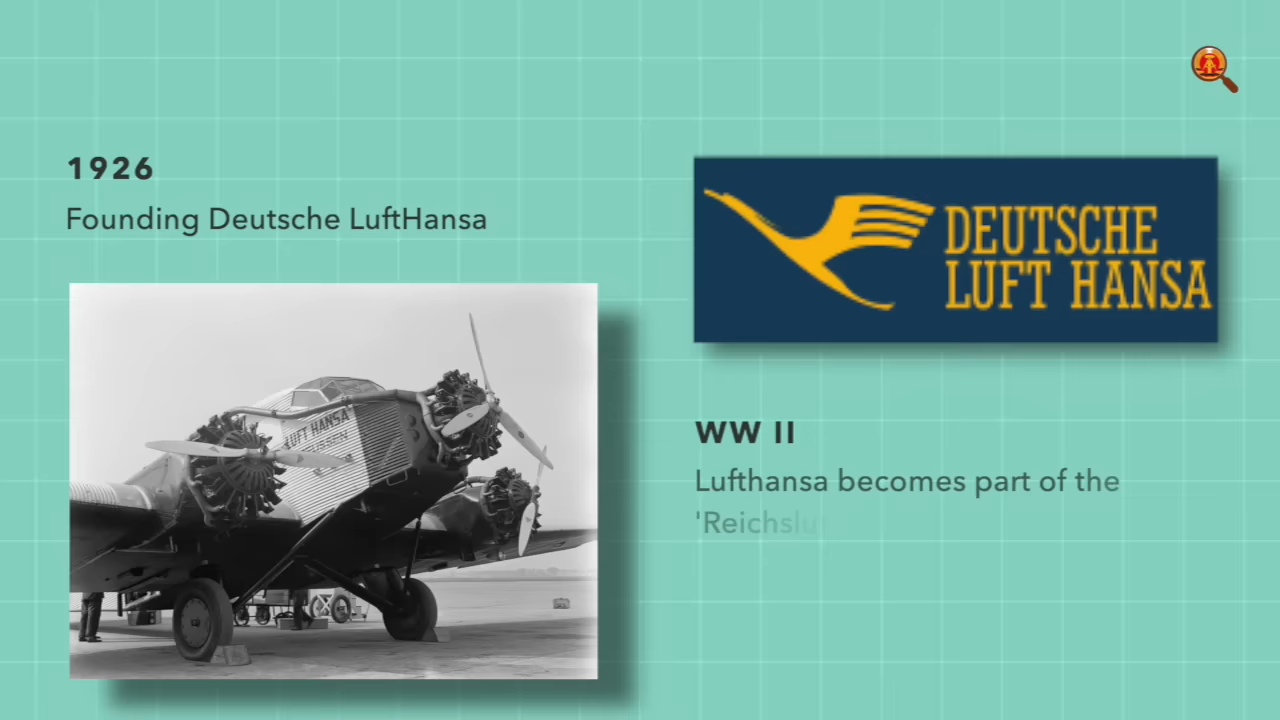 1926
Founding Deutsche LuftHansa
LUFT HANSA
DEUTSCHE
LUFT HANSA
WW II
Lufthansa becomes part of the